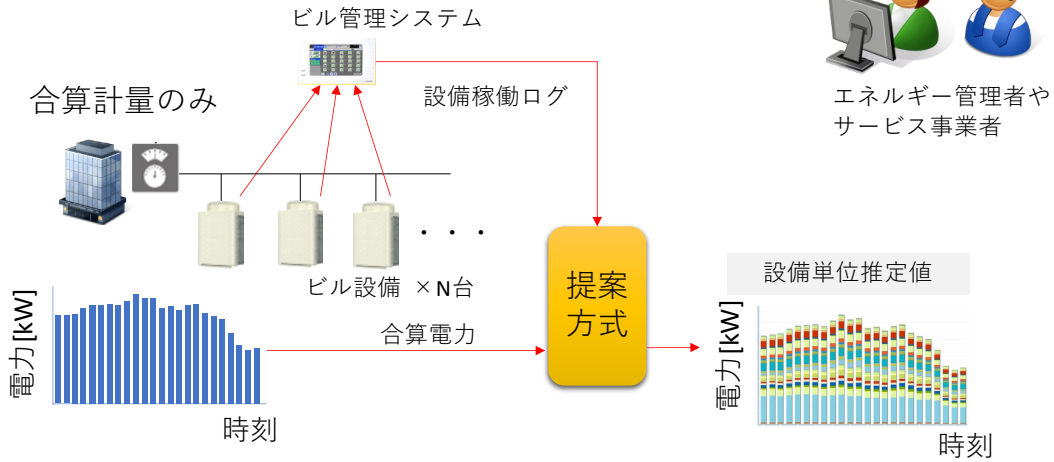 ビル管理システム
合算計量のみ
設備稼働ログ
エネルギー管理者や
サービス事業者
・・・
ビル設備 ×N台
提案
方式
設備単位推定値
合算電力
電力[kW]
時刻
電力[kW]
時刻